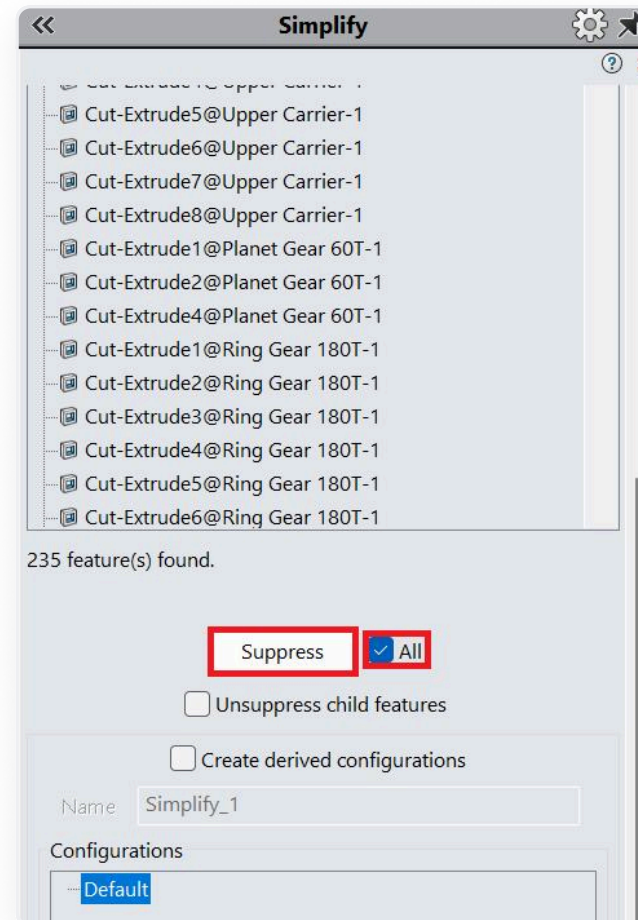 Simplify
Cut-Extrude5@Upper Carrier-1
Cut-Extrude6@Upper Carrier-1
Cut-Extrude7@Upper Carrier-1
Cut-Extrude8@Upper Carrier-1
Cut-Extrude1@Planet Gear 60T-1
Cut-Extrude2@Planet Gear 60T-1
Cut-Extrude4@Planet Gear 60T-1
Cut-Extrude1@Ring Gear 180T-1
Cut-Extrude2@Ring Gear 180T-1
Cut-Extrude3@Ring Gear 180T-1
Cut-Extrude4@Ring Gear 180T-1
Cut-Extrude5@Ring Gear 180T-1
Cut-Extrude6@Ring Gear 180T-1
235 feature(s) found.
Suppress All
Unsuppress child features
Create derived configurations
Name Simplify_1
Configurations
Default